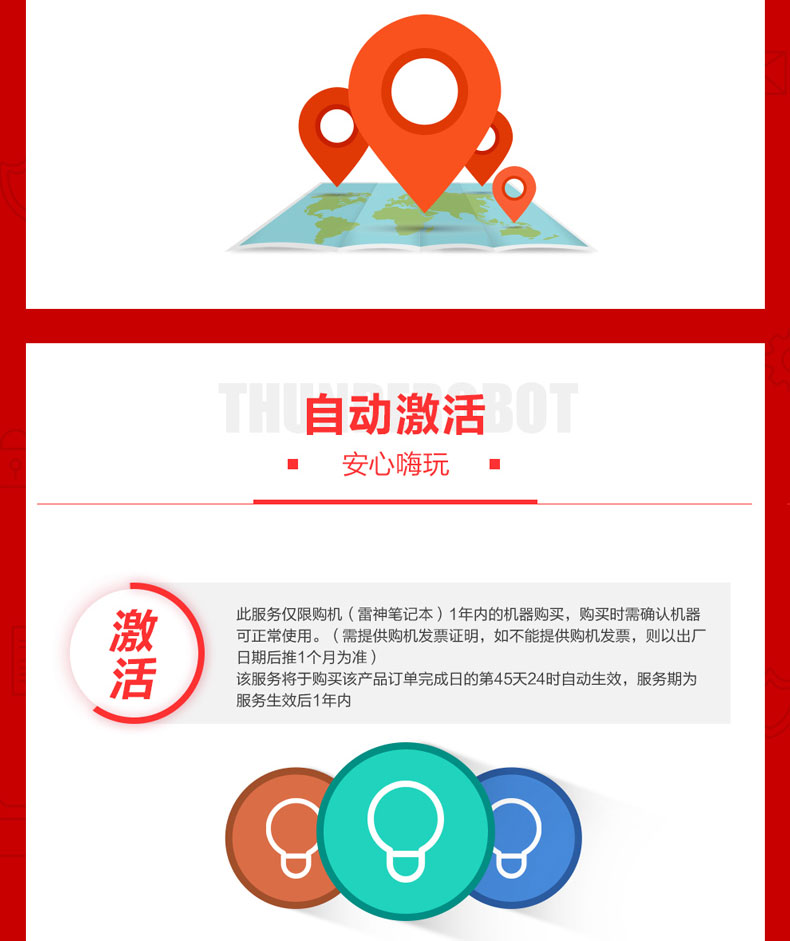 THUNDEROBOT
自动激活
安心嗨玩
激
活
此服务仅限购机（雷神笔记本）1年内的机器购买，购买时需确认机器
可正常使用。（需提供购机发票证明，如不能提供购机发票，则以出厂
日期后推1个月为准）
该服务将于购买该产品订单完成日的第45天24时自动生效，服务期为
服务生效后1年内